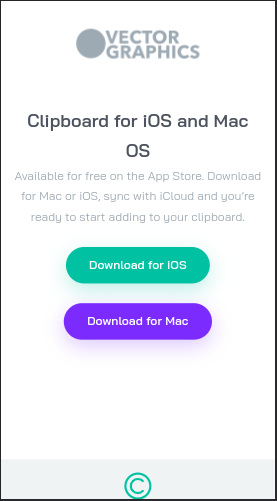 VECTOR
GRAPHICS
Clipboard for iOS and Mac
OS
Available for free on the App Store. Download
for Mac or iOS, sync with iCloud and you're
ready to start adding to your clipboard.
Download for iOS
Download for Mac
©